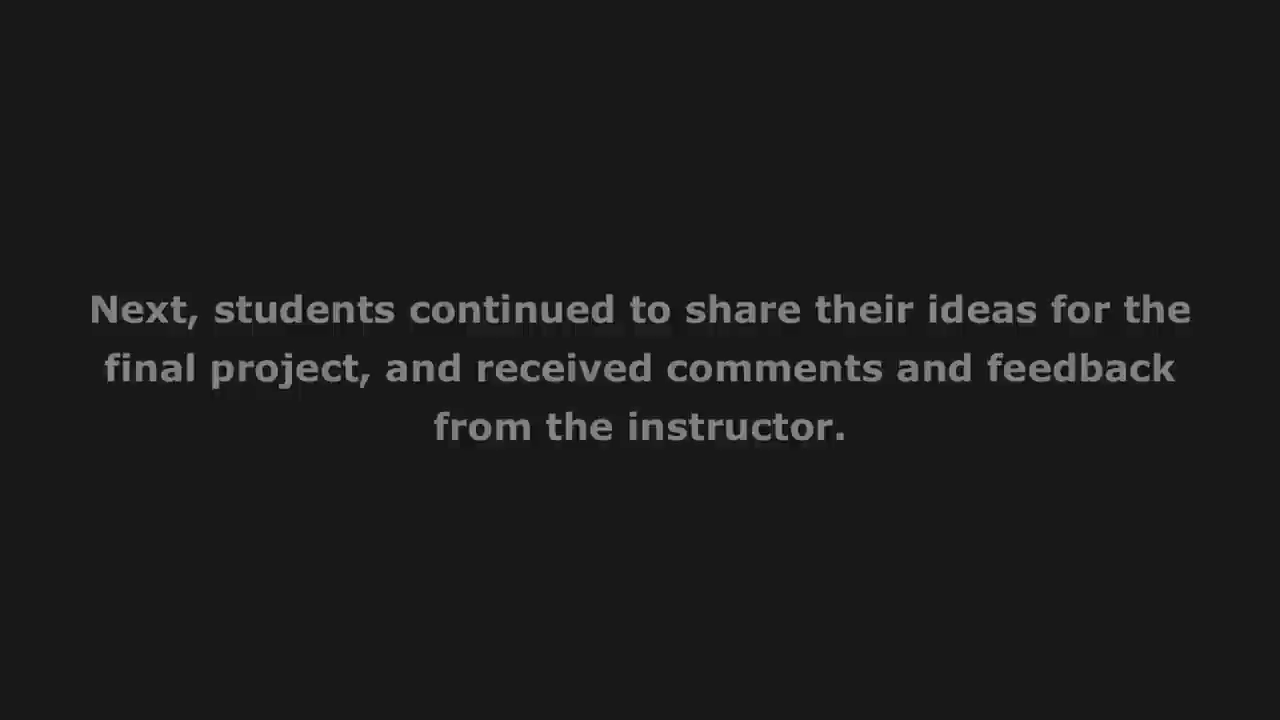 Next, students continued to share their ideas for the
final project, and received comments and feedback
from the instructor.